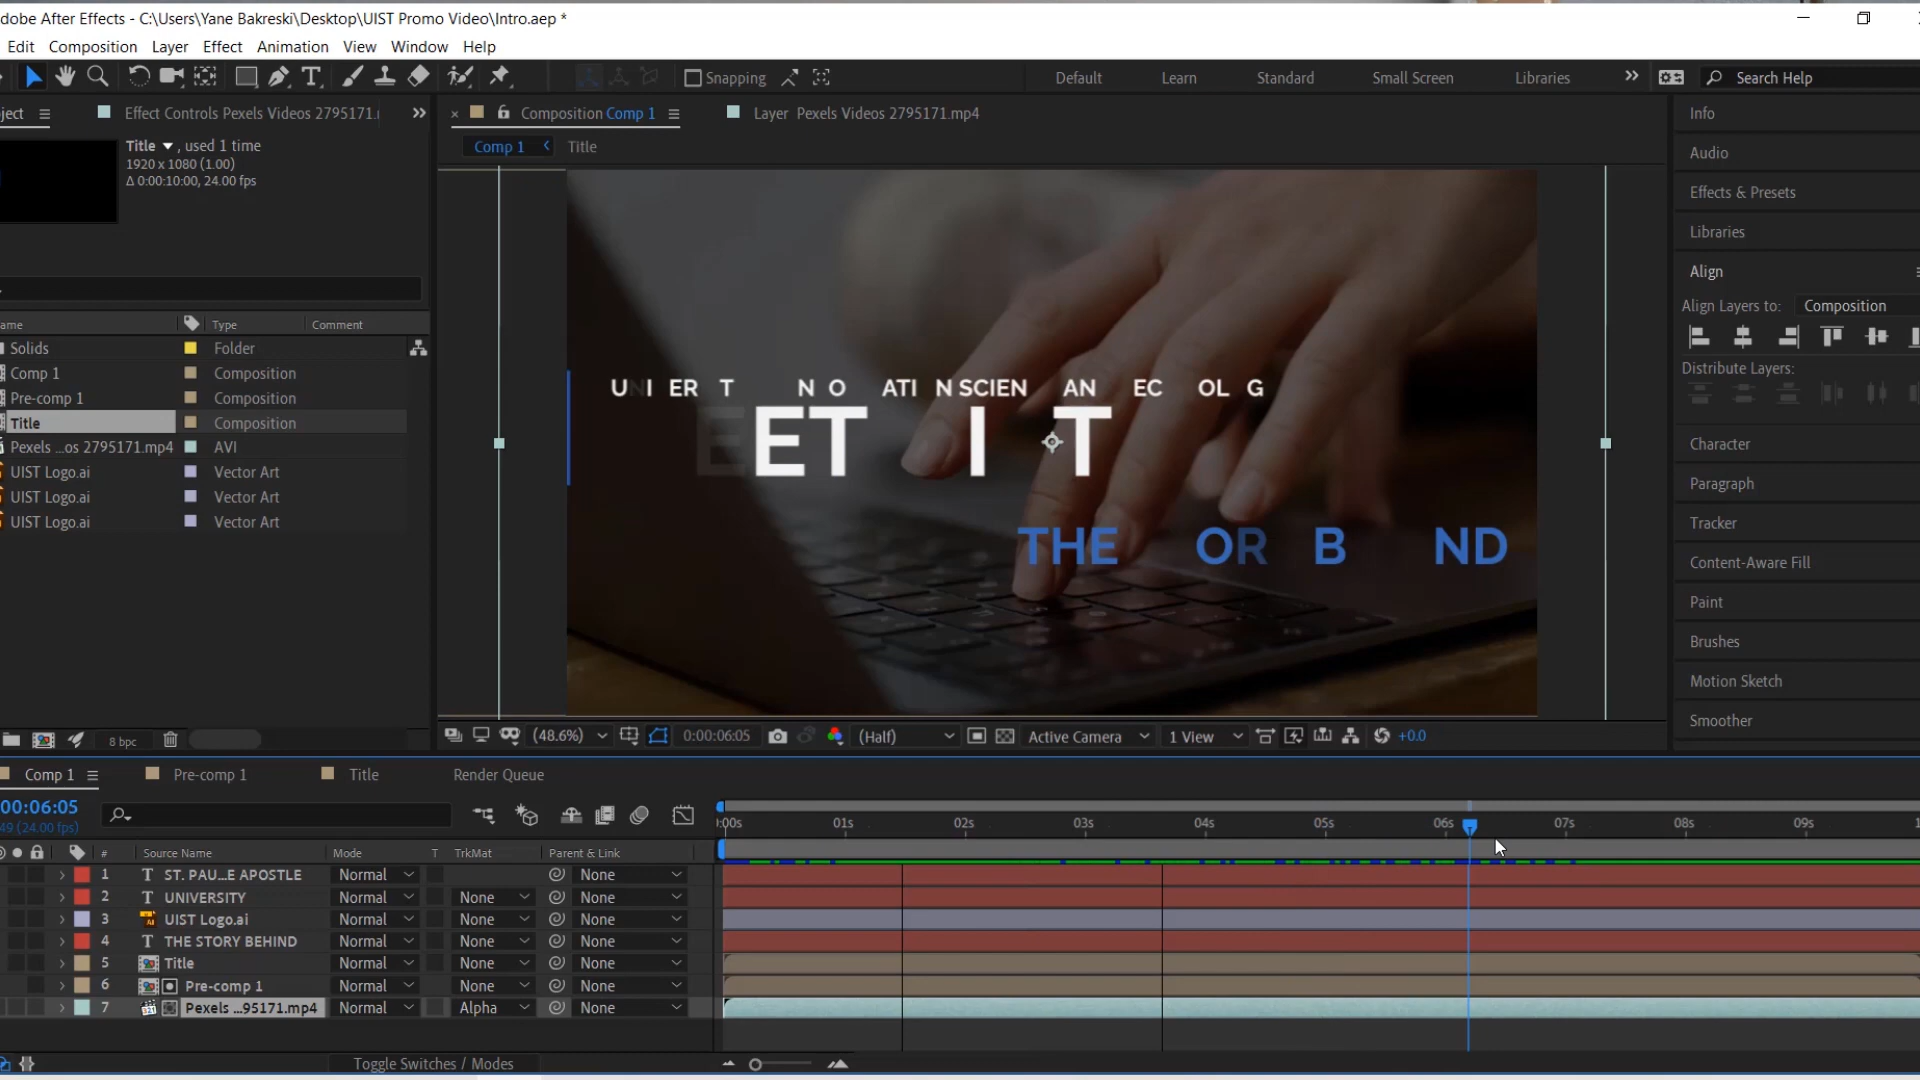 dobe After Effects - C:\Users\Yane Bakreski\Desktop\UIST Promo Video\Intro.aep *
Edit Composition Layer Effect Animation View Window Help
Snapping Default Learn Standard Small Screen Libraries Search Help
ject Effect Controls Pexels Videos 2795171.
Composition Comp 1 Layer Pexels Videos 2795171.mp4
Comp 1 Title
Title , used 1 time
1920 x 1080 (1.00)
Δ 0:00:10:00, 24.00 fps
ame Type Comment
Solids Folder
Comp 1 Composition
Pre-comp 1 Composition
Title Composition
Pexels ...os 2795171.mp4 AVI
UIST Logo.ai Vector Art
UIST Logo.ai Vector Art
UIST Logo.ai Vector Art
8 bpc
UNI ER T N O ATI N SCIEN AN EC OL G
EET I T
THE OR B ND
(48.6%) 0:00:06:05 (Half) Active Camera 1 View +0.0
Info
Audio
Effects & Presets
Libraries
Align
Align Layers to: Composition
Distribute Layers:
Character
Paragraph
Tracker
Content-Aware Fill
Paint
Brushes
Motion Sketch
Smoother
Comp 1 Pre-comp 1 Title Render Queue
00:06:05
49 (24.00 fps)
:00s 01s 02s 03s 04s 05s 06s 07s 08s 09s 1
# Source Name Mode T TrkMat Parent & Link
1 T ST. PAU...E APOSTLE Normal None
2 T UNIVERSITY Normal None None
3 UIST Logo.ai Normal None None
4 T THE STORY BEHIND Normal None None
5 Title Normal None None
6 Pre-comp 1 Normal None None
7 Pexels ...95171.mp4 Normal Alpha None
Toggle Switches / Modes